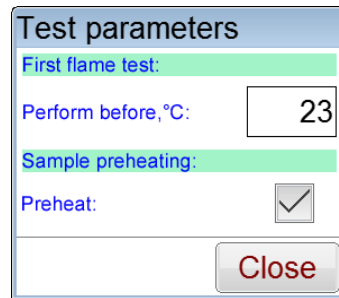 Test parameters
First flame test:
Perform before,°C: 23
Sample preheating:
Preheat:
Close